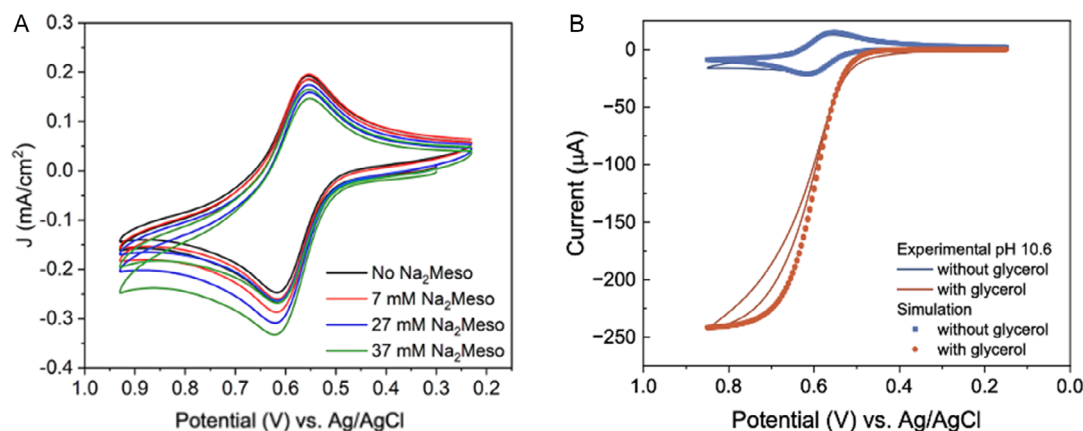 A
0.3
0.2
0.1
0.0
-0.1
-0.2
-0.3
-0.4
J (mA/cm²)
No Na₂Meso
7 mM Na₂Meso
27 mM Na₂Meso
37 mM Na₂Meso
1.0 0.9 0.8 0.7 0.6 0.5 0.4 0.3 0.2
Potential (V) vs. Ag/AgCl
B
0
−50
−100
−150
−200
−250
Current (μA)
Experimental pH 10.6
without glycerol
with glycerol
Simulation
without glycerol
with glycerol
1.0 0.8 0.6 0.4 0.2 0.0
Potential (V) vs. Ag/AgCl